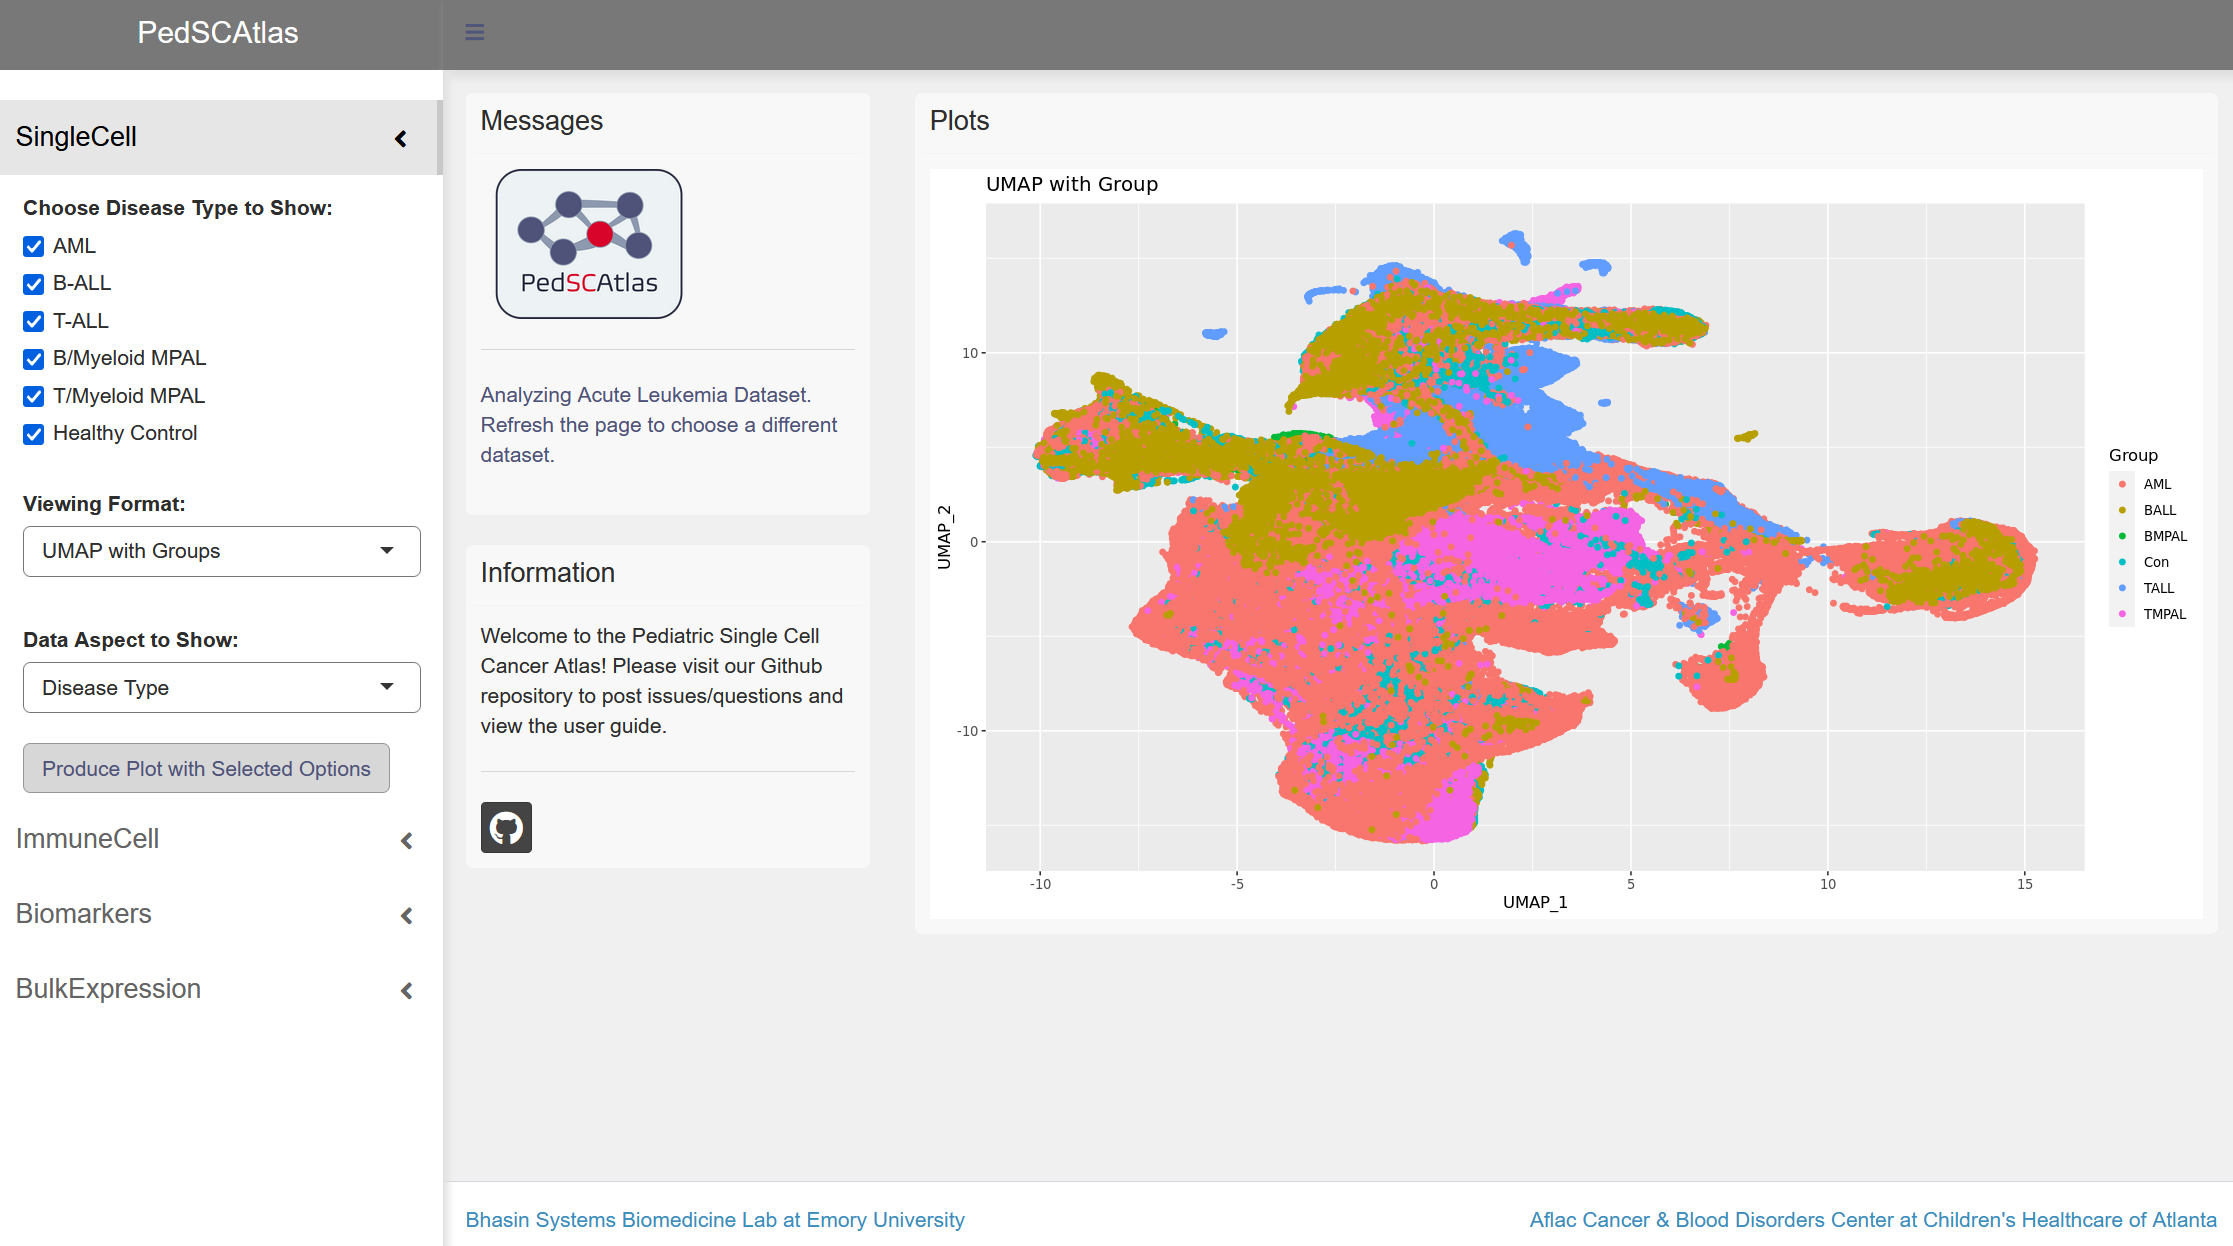 PedSCAtlas
SingleCell
Choose Disease Type to Show:
AML
B-ALL
T-ALL
B/Myeloid MPAL
T/Myeloid MPAL
Healthy Control
Viewing Format:
UMAP with Groups
Data Aspect to Show:
Disease Type
Produce Plot with Selected Options
ImmuneCell
Biomarkers
BulkExpression
Messages
PedSCAtlas
Analyzing Acute Leukemia Dataset.
Refresh the page to choose a different
dataset.
Information
Welcome to the Pediatric Single Cell
Cancer Atlas! Please visit our Github
repository to post issues/questions and
view the user guide.
Plots
UMAP with Group
UMAP_2
10
0
-10
-10
-5
0
5
10
15
UMAP_1
Group
AML
BALL
BMPAL
Con
TALL
TMPAL
Bhasin Systems Biomedicine Lab at Emory University
Aflac Cancer & Blood Disorders Center at Children's Healthcare of Atlanta